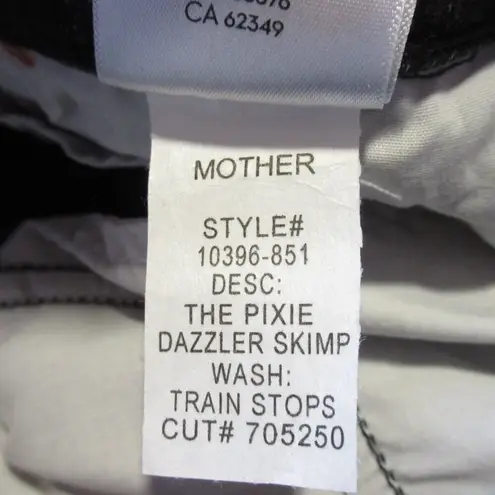 CA 62349
MOTHER
STYLE#
10396-851
DESC:
THE PIXIE
DAZZLER SKIMP
WASH:
TRAIN STOPS
CUT# 705250